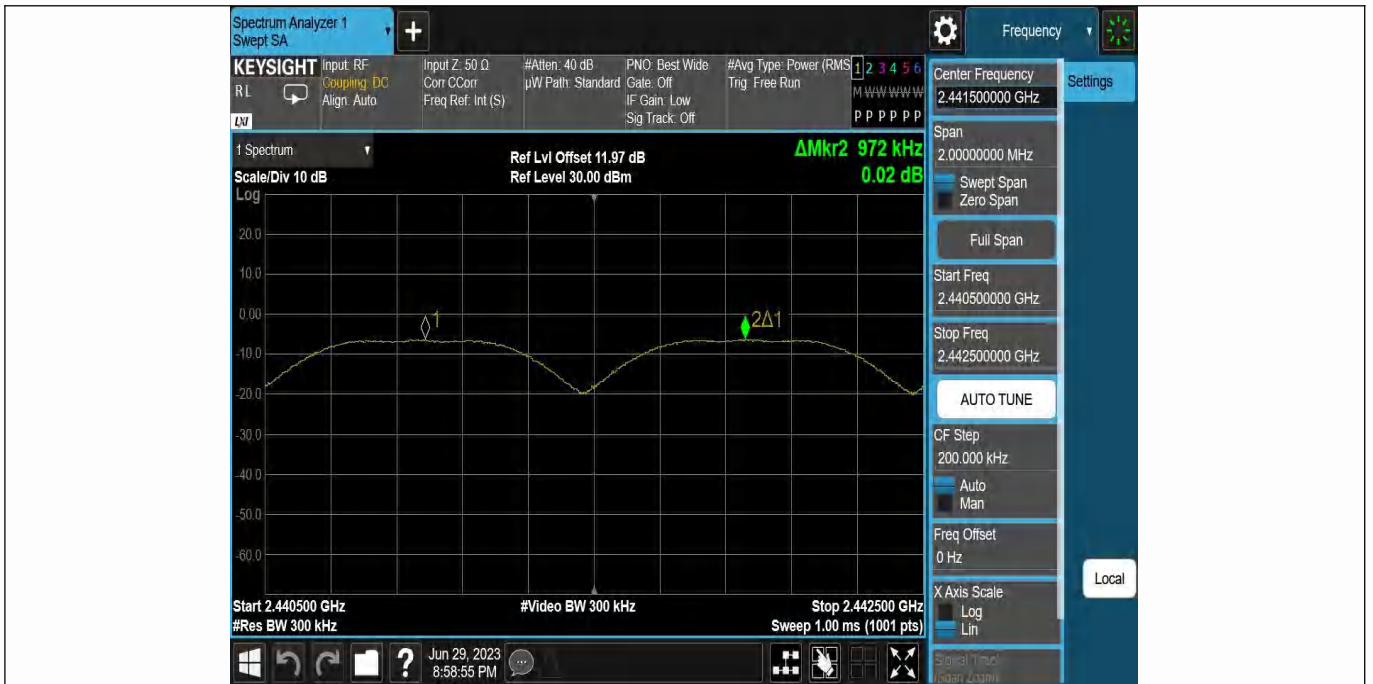 Spectrum Analyzer 1
Swept SA
Frequency
KEYSIGHT
RL
LXI
Input: RF
Coupling: DC
Align: Auto
Input Z: 50 Ω
Corr CCorr
Freq Ref: Int (S)
#Atten: 40 dB
µW Path: Standard
PNO: Best Wide
Gate: Off
IF Gain: Low
Sig Track: Off
#Avg Type: Power (RMS
Trig: Free Run
1 2 3 4 5 6
M W W W W W
P P P P P P
1 Spectrum
Scale/Div 10 dB
Ref Lvl Offset 11.97 dB
Ref Level 30.00 dBm
ΔMkr2 972 kHz
0.02 dB
Log
20.0
10.0
0.00
-10.0
-20.0
-30.0
-40.0
-50.0
-60.0
1
2Δ1
Start 2.440500 GHz
#Res BW 300 kHz
#Video BW 300 kHz
Stop 2.442500 GHz
Sweep 1.00 ms (1001 pts)
Center Frequency
2.441500000 GHz
Settings
Span
2.00000000 MHz
Swept Span
Zero Span
Full Span
Start Freq
2.440500000 GHz
Stop Freq
2.442500000 GHz
AUTO TUNE
CF Step
200.000 kHz
Auto
Man
Freq Offset
0 Hz
X Axis Scale
Log
Lin
Local
Signal Track
(Span Zoom)
?
Jun 29, 2023
8:58:55 PM